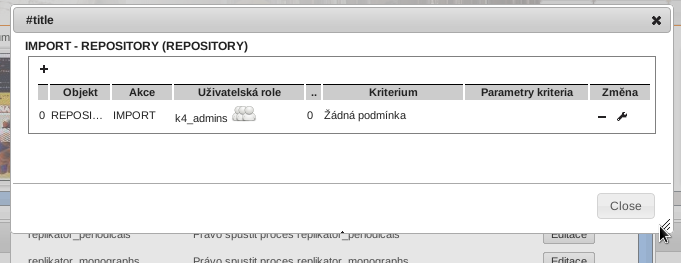 #title
IMPORT - REPOSITORY (REPOSITORY)
Objekt Akce Uživatelská role .. Kriterium Parametry kriteria Změna
0 REPOSI... IMPORT k4_admins 0 Žádná podmínka
Close
replikator_periodicals Právo spustit proces replikator_periodicals Editace
replikator_monographs Právo spustit proces replikator_monographs Editace